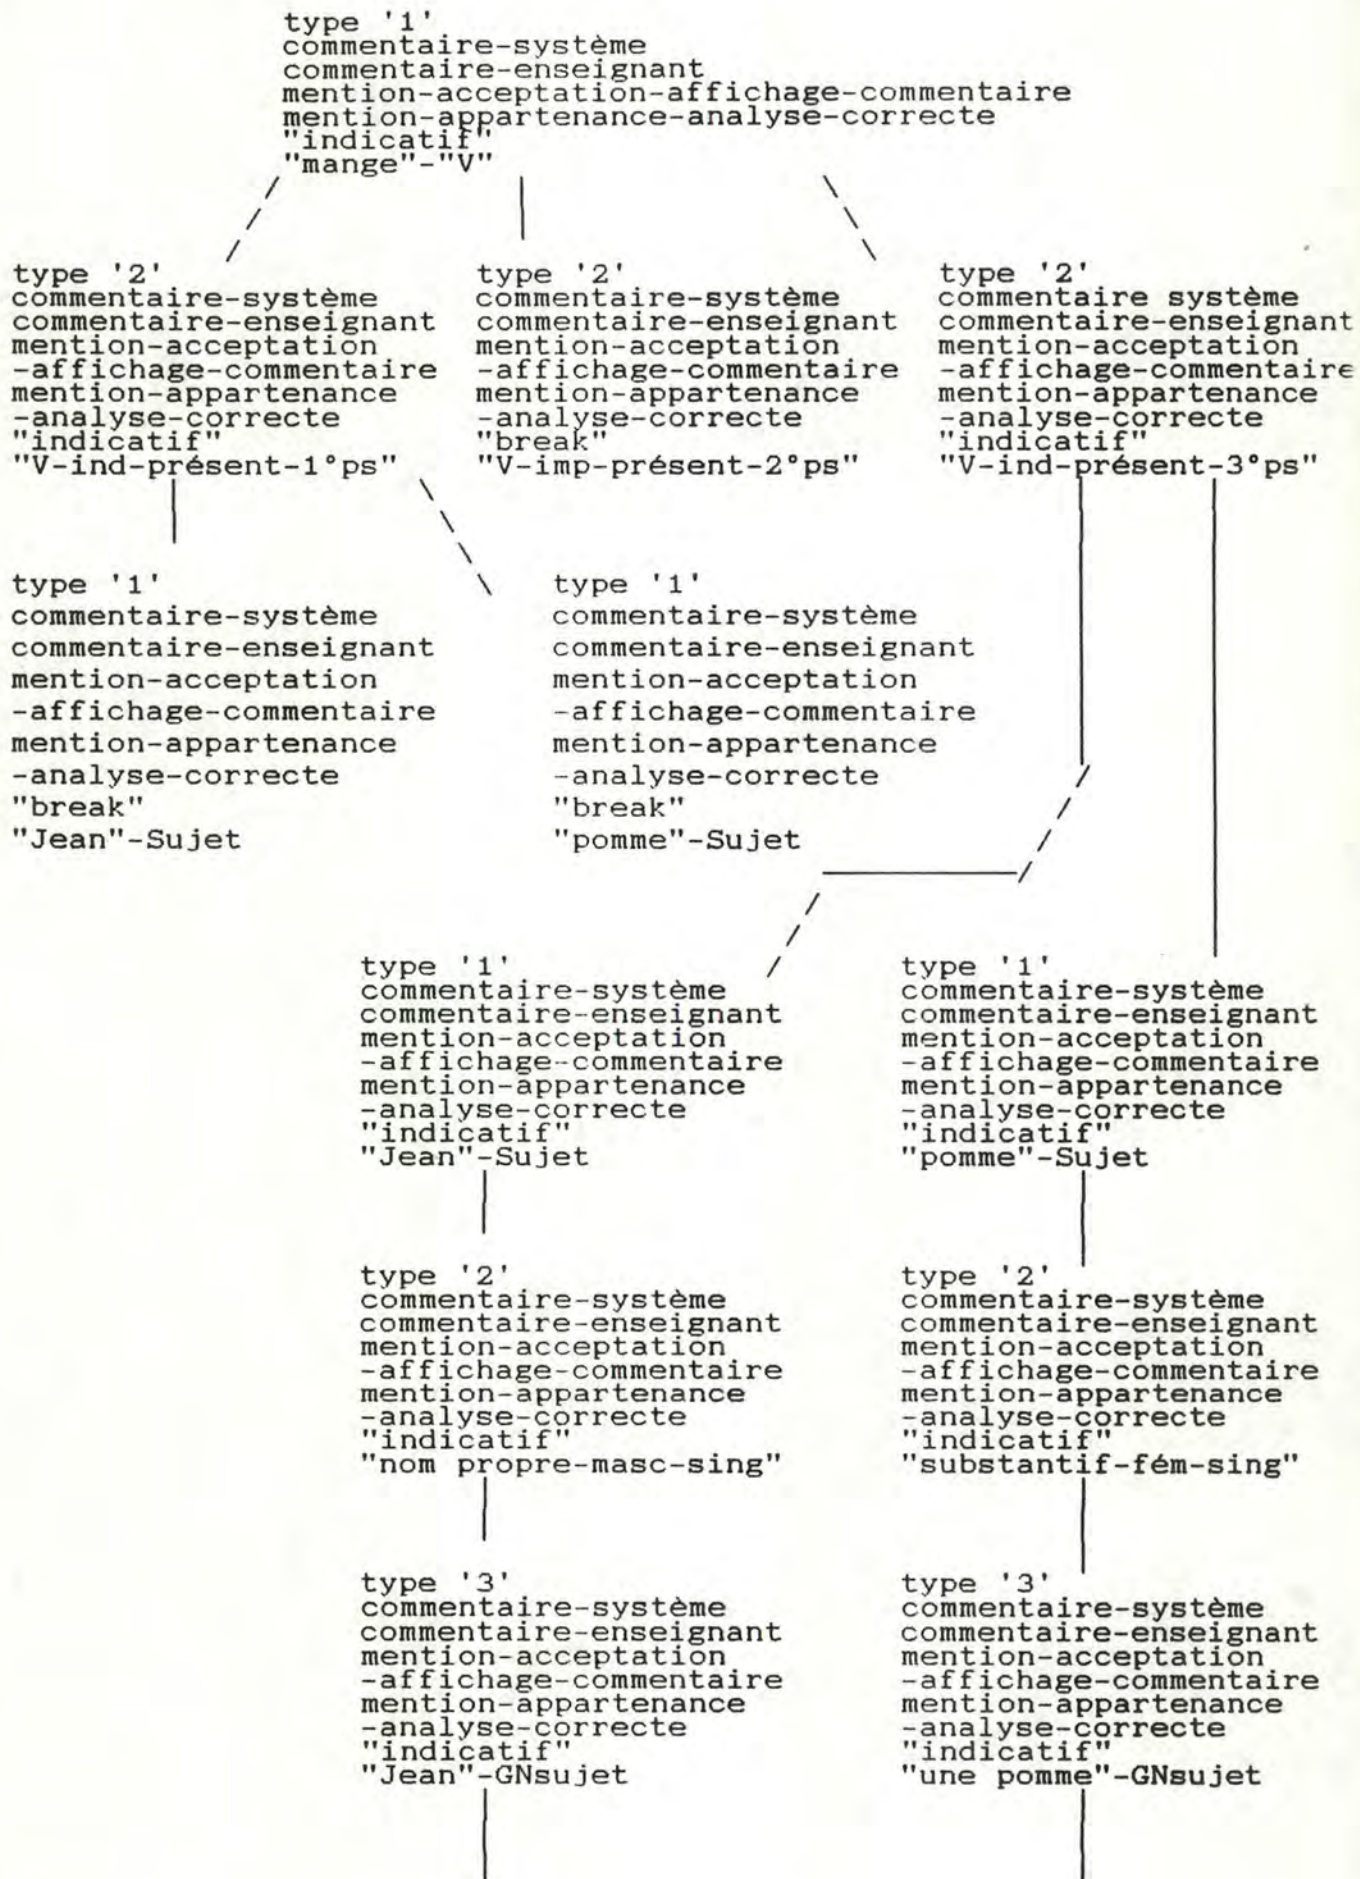 type '1'
commentaire-système
commentaire-enseignant
mention-acceptation-affichage-commentaire
mention-appartenance-analyse-correcte
"indicatif"
"mange"-"V"
type '2'
commentaire-système
commentaire-enseignant
mention-acceptation
-affichage-commentaire
mention-appartenance
-analyse-correcte
"indicatif"
"V-ind-présent-1°ps"
type '2'
commentaire-système
commentaire-enseignant
mention-acceptation
-affichage-commentaire
mention-appartenance
-analyse-correcte
"break"
"V-imp-présent-2°ps"
type '2'
commentaire système
commentaire-enseignant
mention-acceptation
-affichage-commentaire
mention-appartenance
-analyse-correcte
"indicatif"
"V-ind-présent-3°ps"
type '1'
commentaire-système
commentaire-enseignant
mention-acceptation
-affichage-commentaire
mention-appartenance
-analyse-correcte
"break"
"Jean"-Sujet
type '1'
commentaire-système
commentaire-enseignant
mention-acceptation
-affichage-commentaire
mention-appartenance
-analyse-correcte
"break"
"pomme"-Sujet
type '1'
commentaire-système
commentaire-enseignant
mention-acceptation
-affichage-commentaire
mention-appartenance
-analyse-correcte
"indicatif"
"Jean"-Sujet
type '1'
commentaire-système
commentaire-enseignant
mention-acceptation
-affichage-commentaire
mention-appartenance
-analyse-correcte
"indicatif"
"pomme"-Sujet
type '2'
commentaire-système
commentaire-enseignant
mention-acceptation
-affichage-commentaire
mention-appartenance
-analyse-correcte
"indicatif"
"nom propre-masc-sing"
type '2'
commentaire-système
commentaire-enseignant
mention-acceptation
-affichage-commentaire
mention-appartenance
-analyse-correcte
"indicatif"
"substantif-fém-sing"
type '3'
commentaire-système
commentaire-enseignant
mention-acceptation
-affichage-commentaire
mention-appartenance
-analyse-correcte
"indicatif"
"Jean"-GNsujet
type '3'
commentaire-système
commentaire-enseignant
mention-acceptation
-affichage-commentaire
mention-appartenance
-analyse-correcte
"indicatif"
"une pomme"-GNsujet